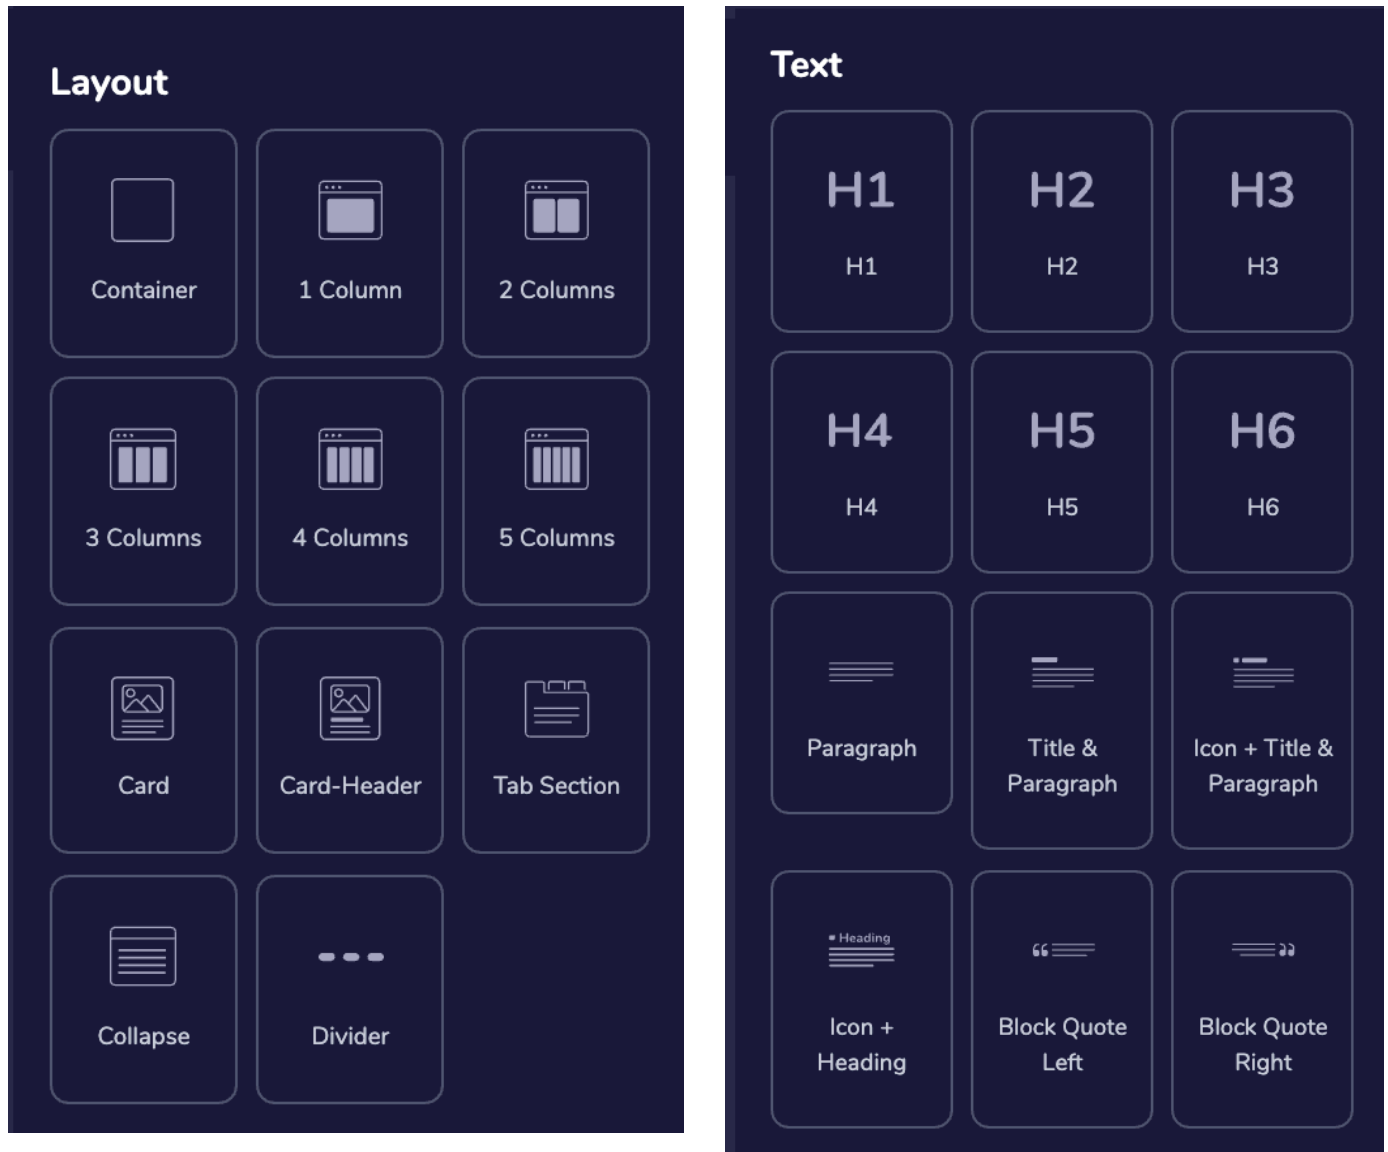 Layout
Container
1 Column
2 Columns
3 Columns
4 Columns
5 Columns
Card
Card-Header
Tab Section
Collapse
Divider
Text
H1
H2
H3
H1
H2
H3
H4
H5
H6
H4
H5
H6
Paragraph
Title &
Paragraph
Icon + Title &
Paragraph
Heading
Icon +
Heading
“
Block Quote
Left
”
Block Quote
Right